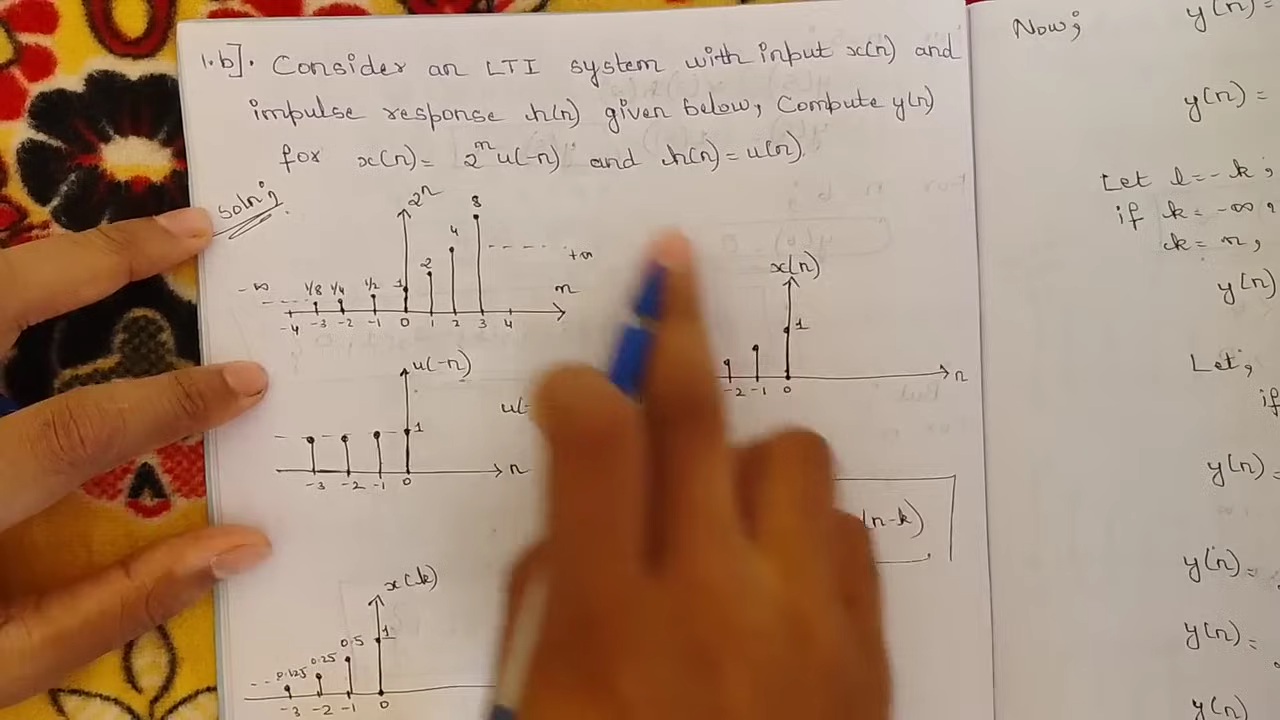 1.b]. Consider an LTI system with input x(n) and
impulse response h(n) given below, Compute y(n)
for x(n) = 2^n u(-n) and h(n) = u(n).
Soln;
2^n
8
4
2
1/8 1/4 1/2 1
-∞ - - - - - - - +∞
n
-4 -3 -2 -1 0 1 2 3 4
x(n)
1
-2 -1 0 n
u(-n)
1
u(-
-3 -2 -1 0 n
(n-k)
x(k)
1
0.5
0.25
0.125
-3 -2 -1 0
Now;
y(n) =
y(n) =
Let l = -k;
if k = -∞,
k = n,
y(n)
Let,
if
y(n) =
y(n) =
y(n) =
y(n)